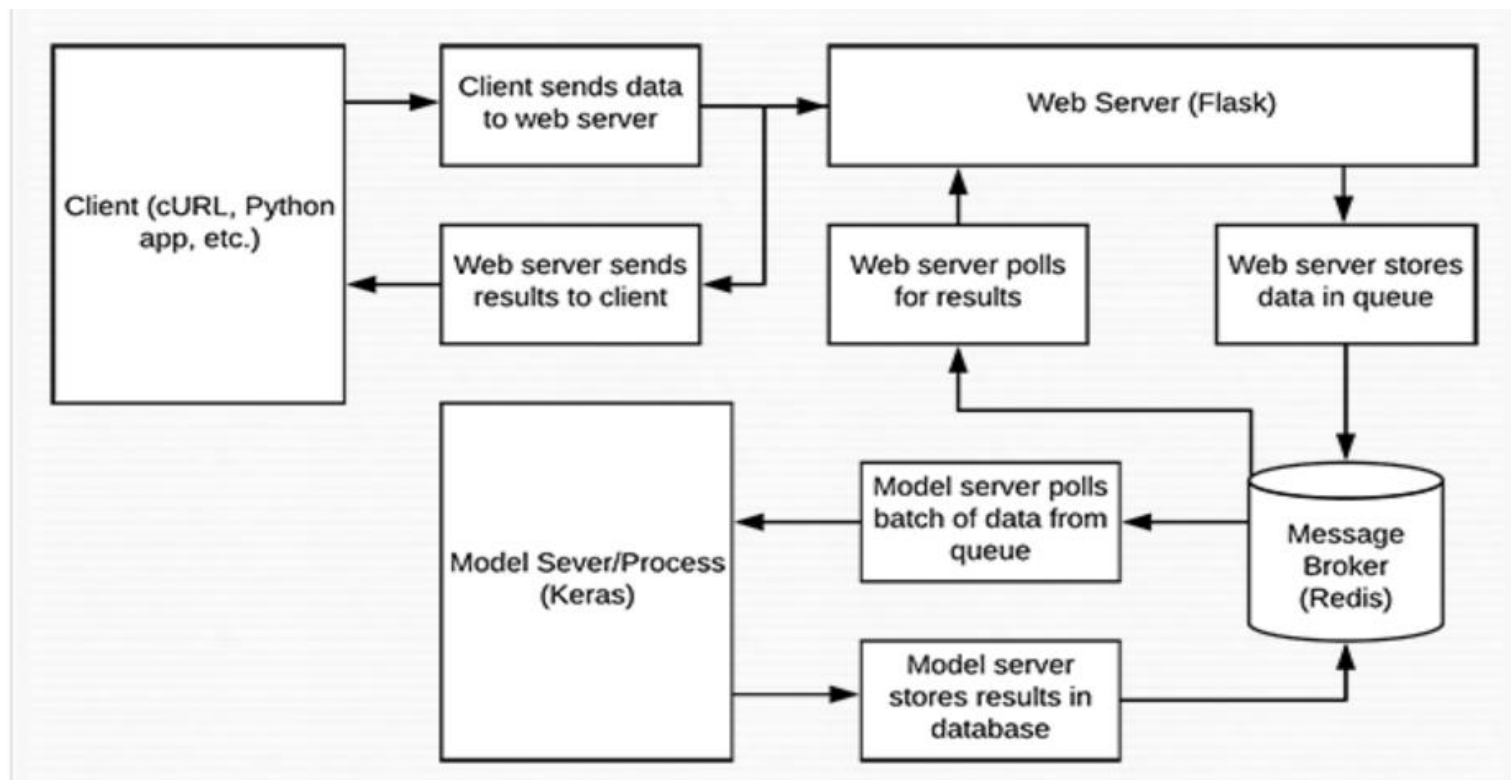 Client sends data
to web server
Web Server (Flask)
Client (cURL, Python
app, etc.)
Web server sends
results to client
Web server polls
for results
Web server stores
data in queue
Model server polls
batch of data from
queue
Message
Broker
(Redis)
Model Sever/Process
(Keras)
Model server
stores results in
database